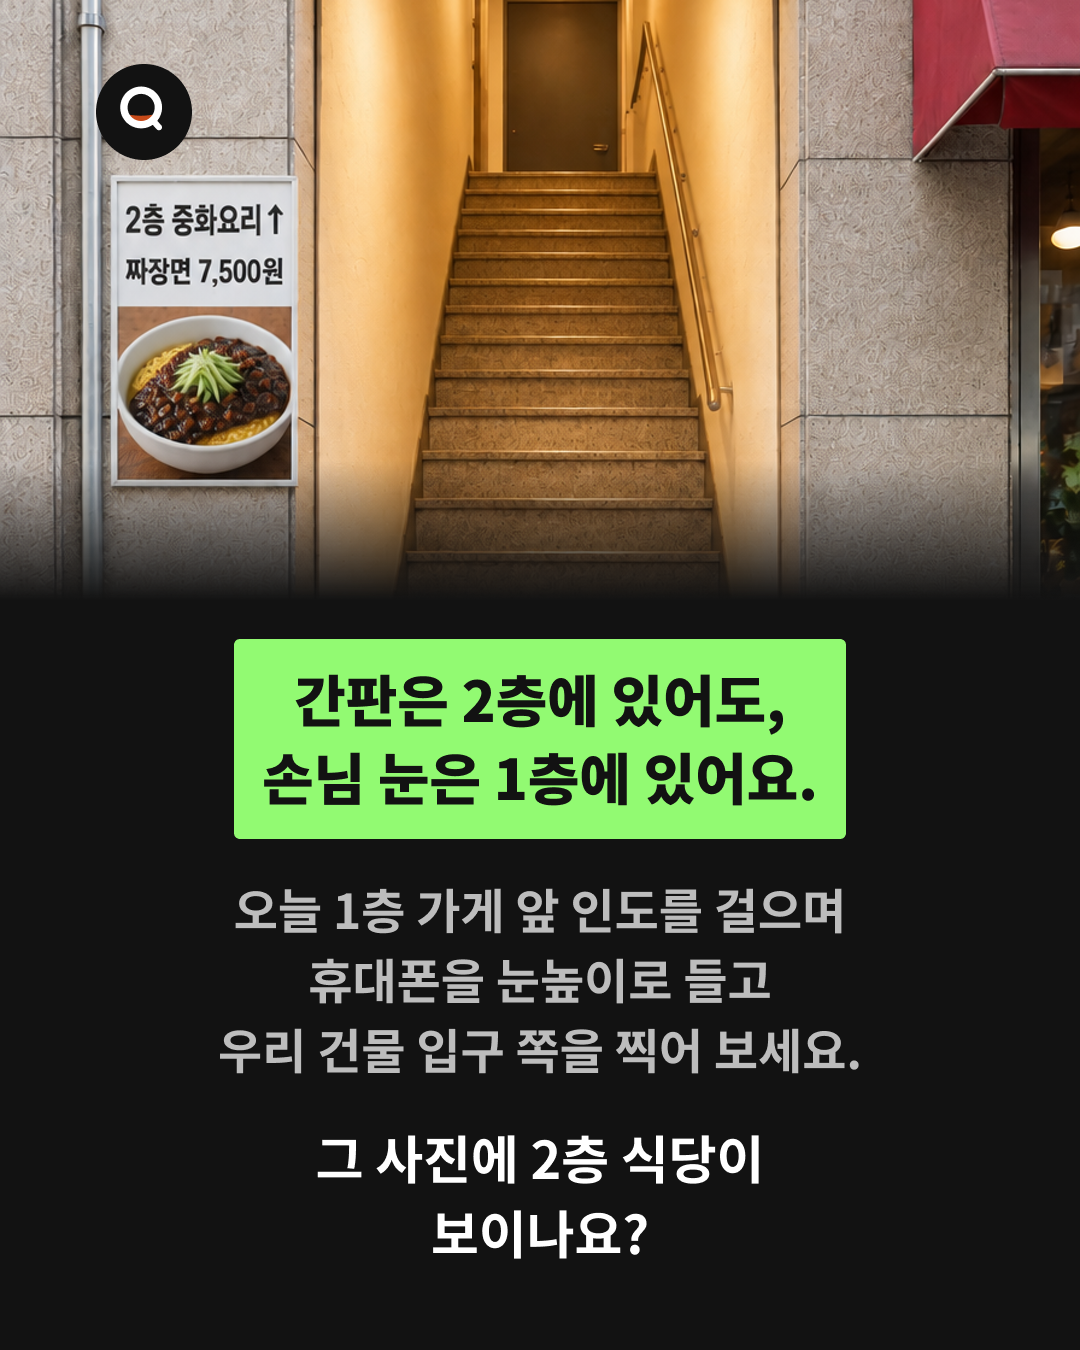 2층 중화요리↑
짜장면 7,500원
간판은 2층에 있어도,
손님 눈은 1층에 있어요.
오늘 1층 가게 앞 인도를 걸으며
휴대폰을 눈높이로 들고
우리 건물 입구 쪽을 찍어 보세요.
그 사진에 2층 식당이
보이나요?